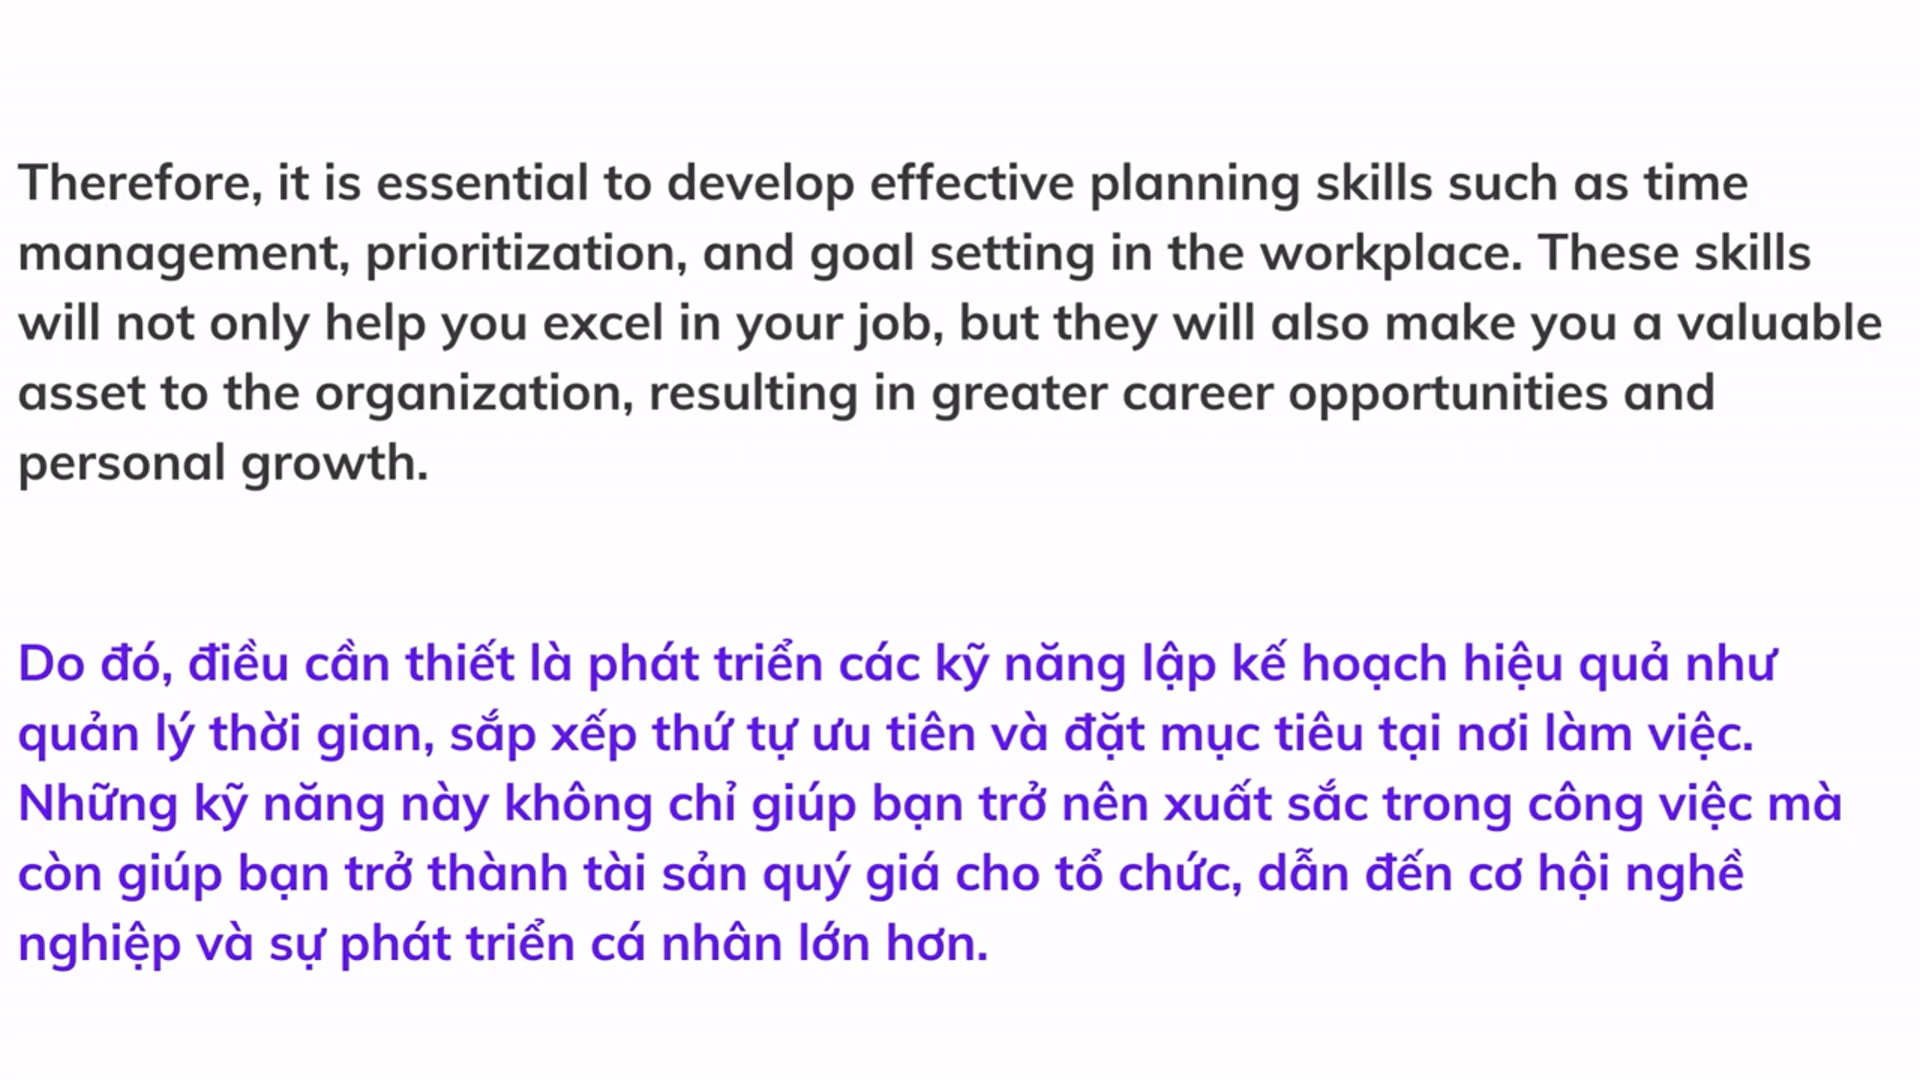 Therefore, it is essential to develop effective planning skills such as time
management, prioritization, and goal setting in the workplace. These skills
will not only help you excel in your job, but they will also make you a valuable
asset to the organization, resulting in greater career opportunities and
personal growth.
Do đó, điều cần thiết là phát triển các kỹ năng lập kế hoạch hiệu quả như
quản lý thời gian, sắp xếp thứ tự ưu tiên và đặt mục tiêu tại nơi làm việc.
Những kỹ năng này không chỉ giúp bạn trở nên xuất sắc trong công việc mà
còn giúp bạn trở thành tài sản quý giá cho tổ chức, dẫn đến cơ hội nghề
nghiệp và sự phát triển cá nhân lớn hơn.